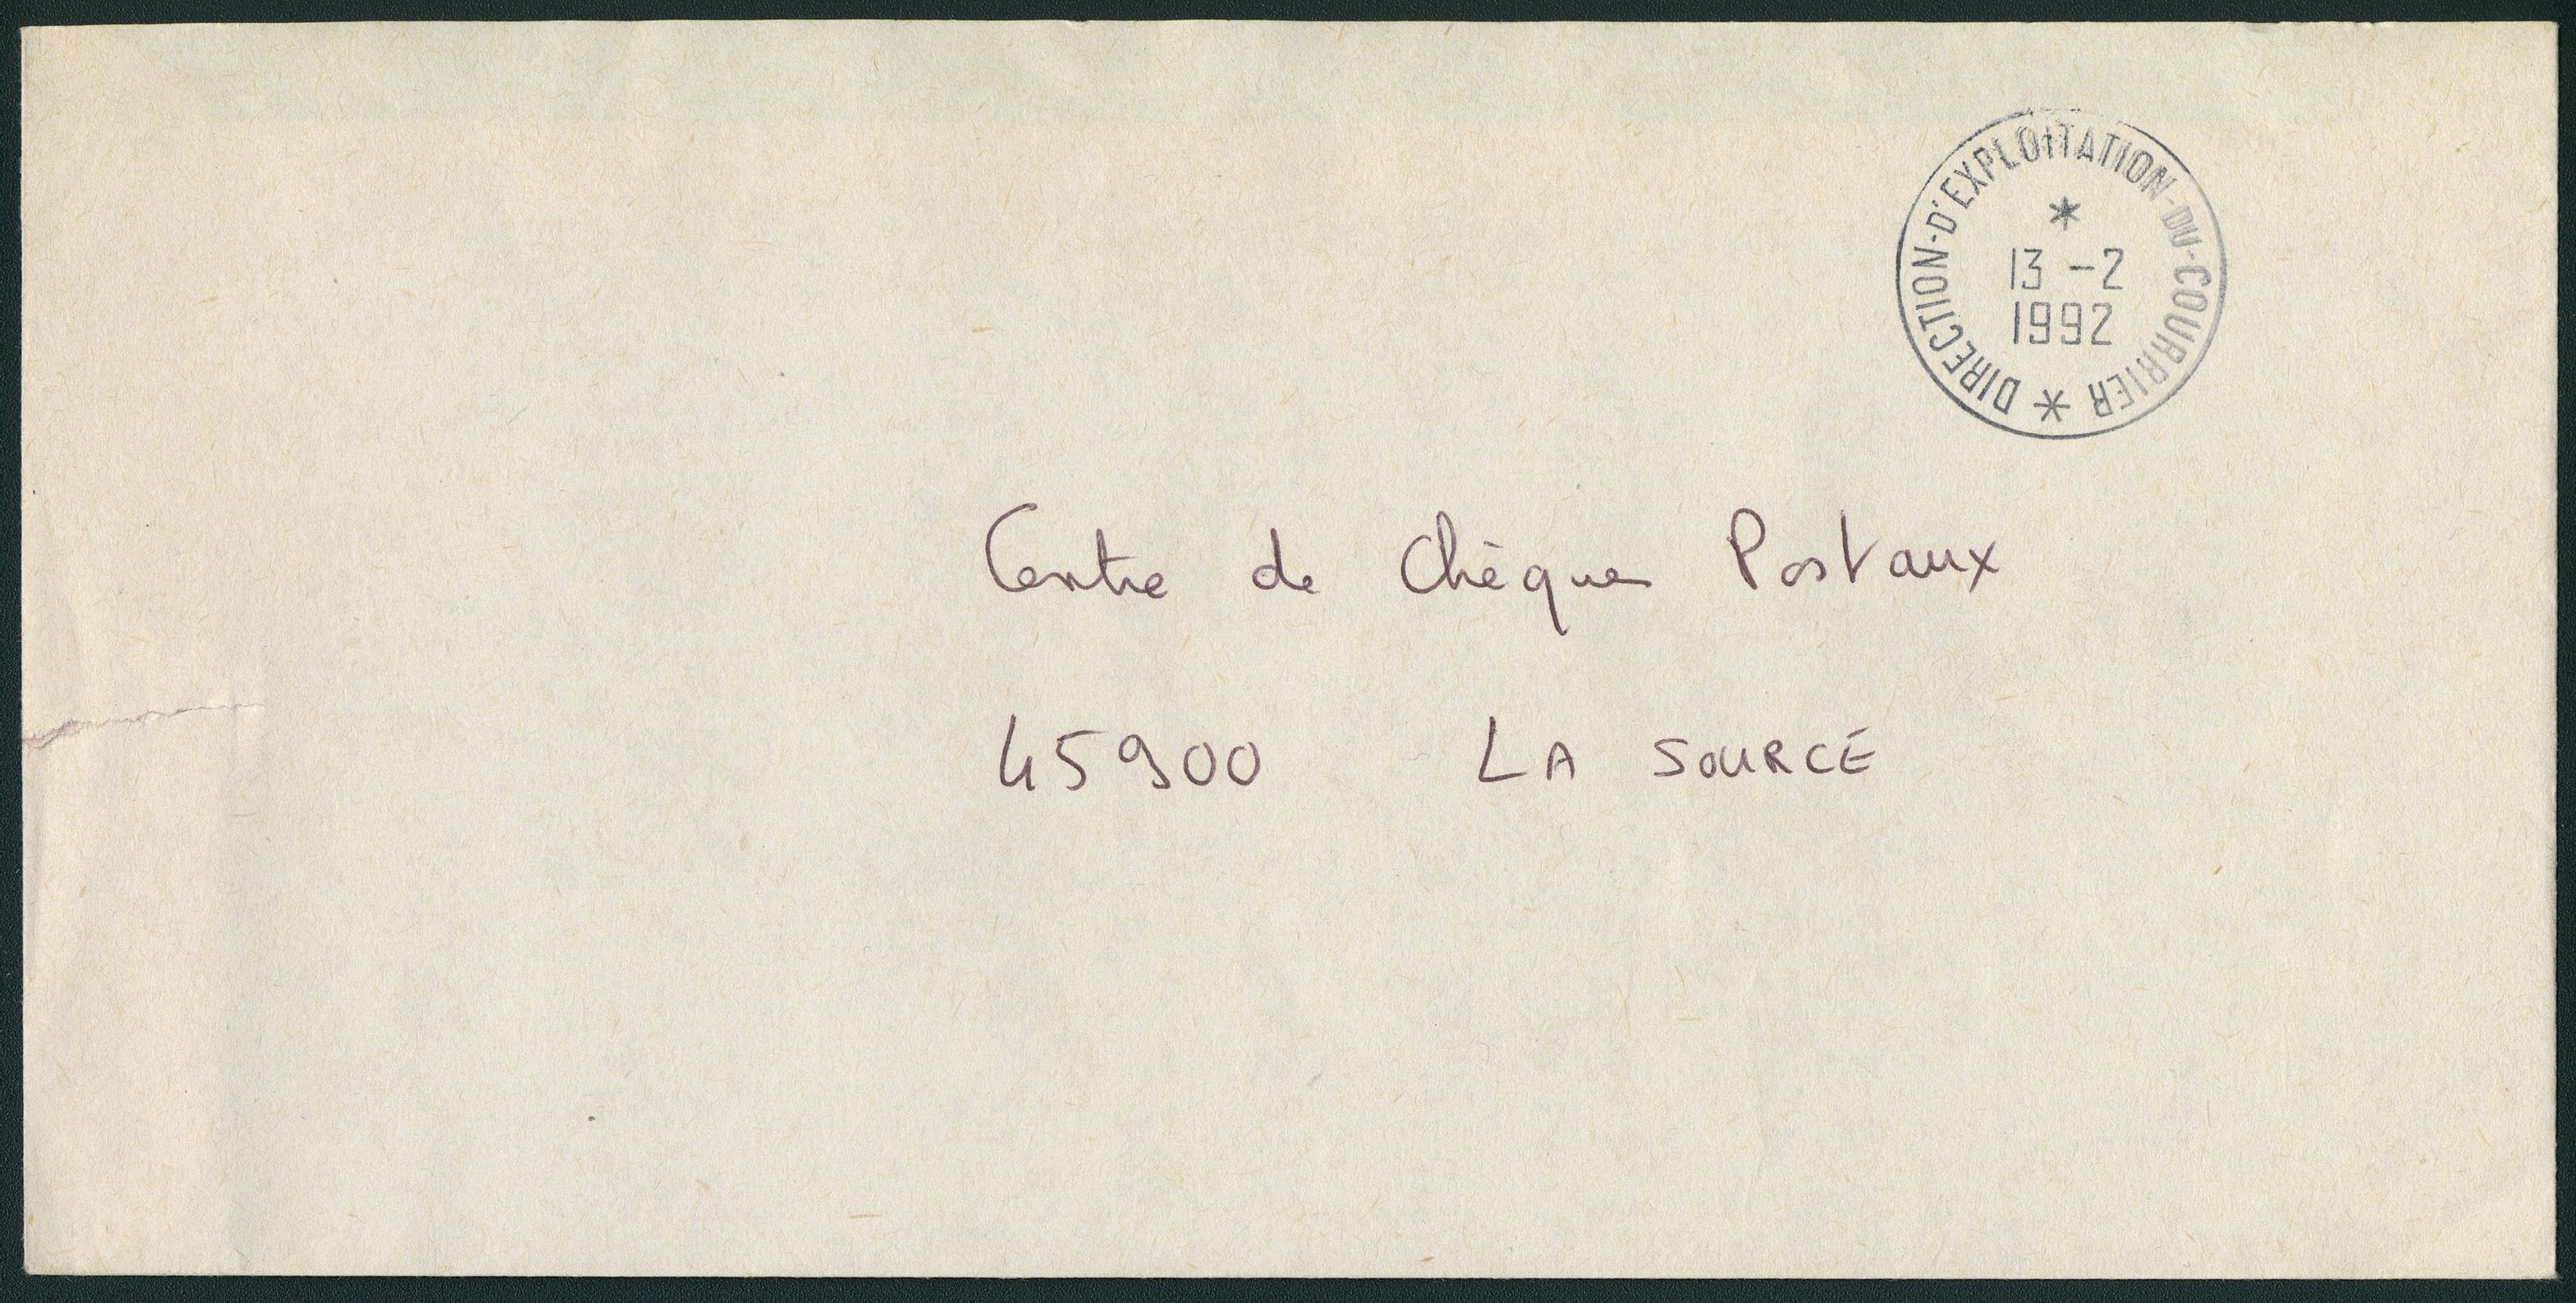 DIRECTION-D'EXPLOITATION-DU-COURRIER *
*
13 -2
1992
Centre de Chèques Postaux
45900 LA SOURCE